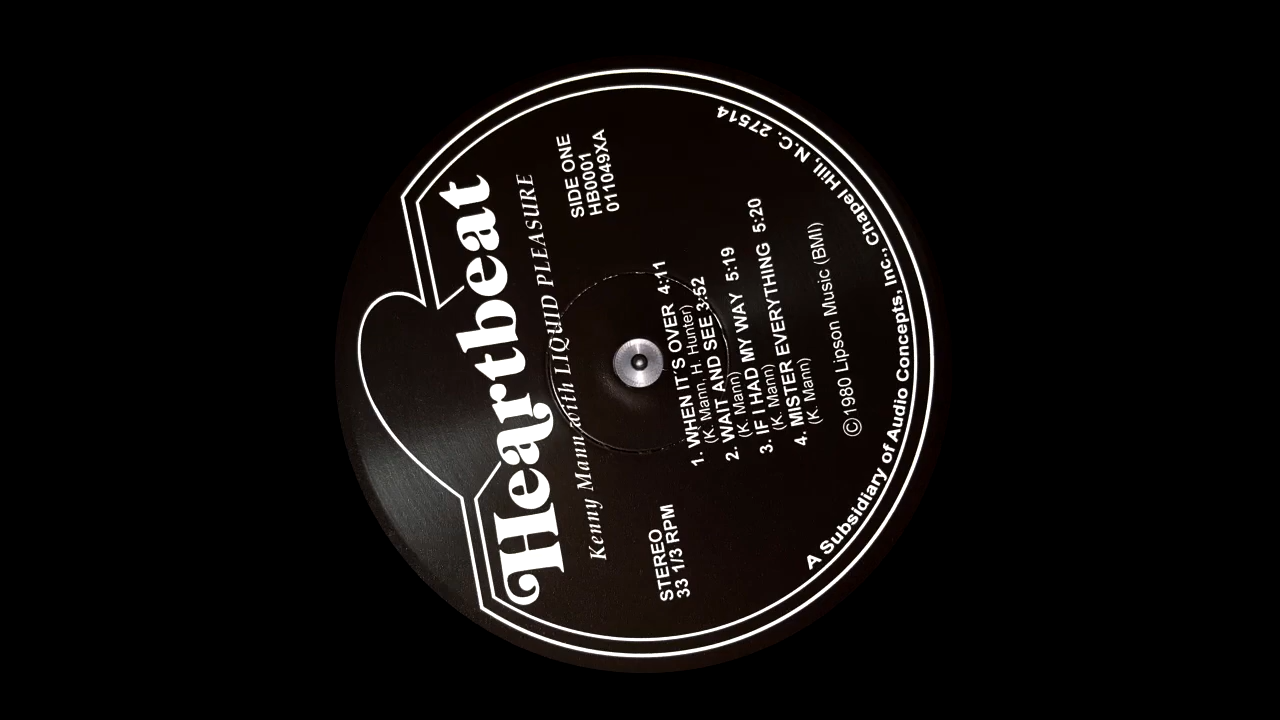 Heartbeat
Kenny Mann with LIQUID PLEASURE
STEREO
33 1/3 RPM
SIDE ONE
HB0001
011049XA
1. WHEN IT'S OVER 4:11
(K. Mann, H. Hunter)
2. WAIT AND SEE 3:52
(K. Mann)
3. IF I HAD MY WAY 5:19
(K. Mann)
4. MISTER EVERYTHING 5:20
(K. Mann)
©1980 Lipson Music (BMI)
A Subsidiary of Audio Concepts, Inc., Chapel Hill, N.C. 27514